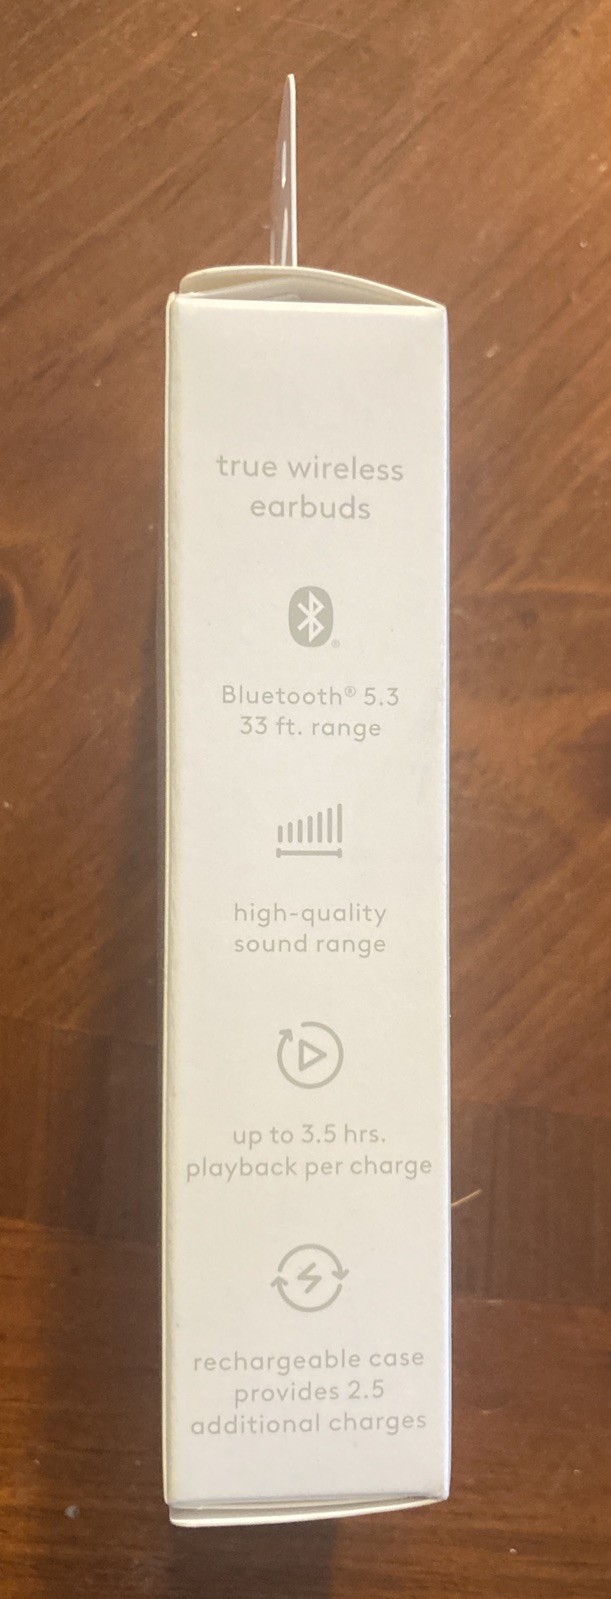 true wireless
earbuds
Bluetooth® 5.3
33 ft. range
high-quality
sound range
up to 3.5 hrs.
playback per charge
rechargeable case
provides 2.5
additional charges